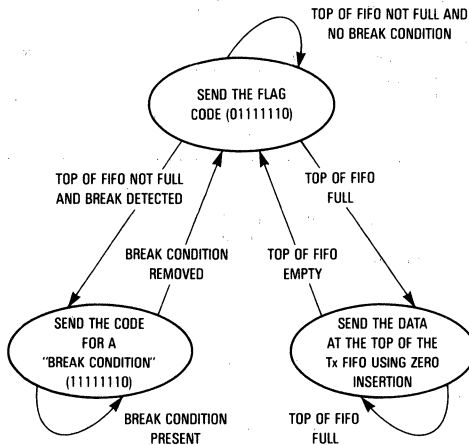 TOP OF FIFO NOT FULL AND
NO BREAK CONDITION
SEND THE FLAG
CODE (01111110)
TOP OF FIFO NOT FULL
AND BREAK DETECTED
TOP OF FIFO
FULL
BREAK CONDITION
REMOVED
TOP OF FIFO
EMPTY
SEND THE CODE
FOR A
"BREAK CONDITION"
(11111110)
SEND THE DATA
AT THE TOP OF THE
Tx FIFO USING ZERO
INSERTION
BREAK CONDITION
PRESENT
TOP OF FIFO
FULL